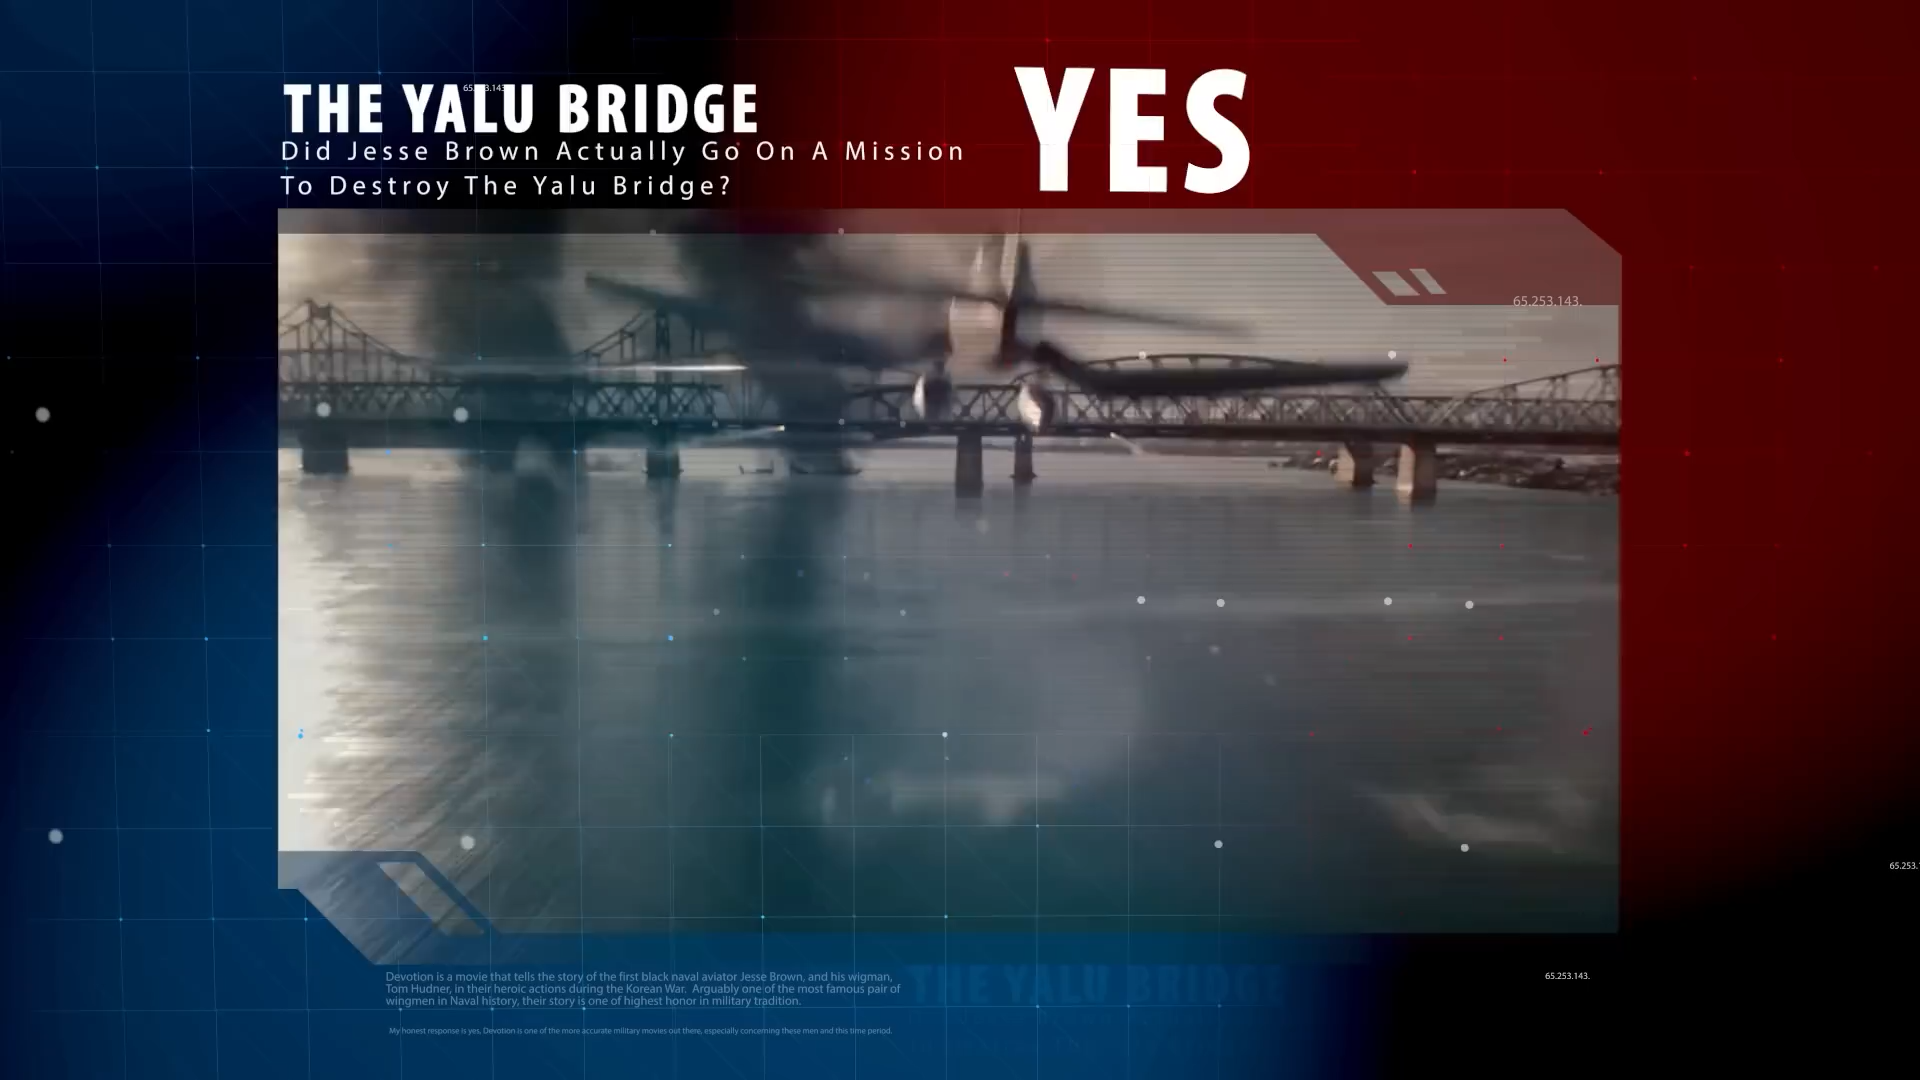 THE YALU BRIDGE
YES
Did Jesse Brown Actually Go On A Mission
To Destroy The Yalu Bridge?
65.253.143.
Devotion is a movie that tells the story of the first black naval aviator Jesse Brown, and his wigman,
Tom Hudner, in their heroic actions during the Korean War. Arguably one of the most famous pair of
wingmen in Naval history, their story is one of highest honor in military tradition.
My honest response is yes, Devotion is one of the more accurate military movies out there, especially concerning these men and this time period.
THE YALU BRIDGE
65.253.143.
65.253.